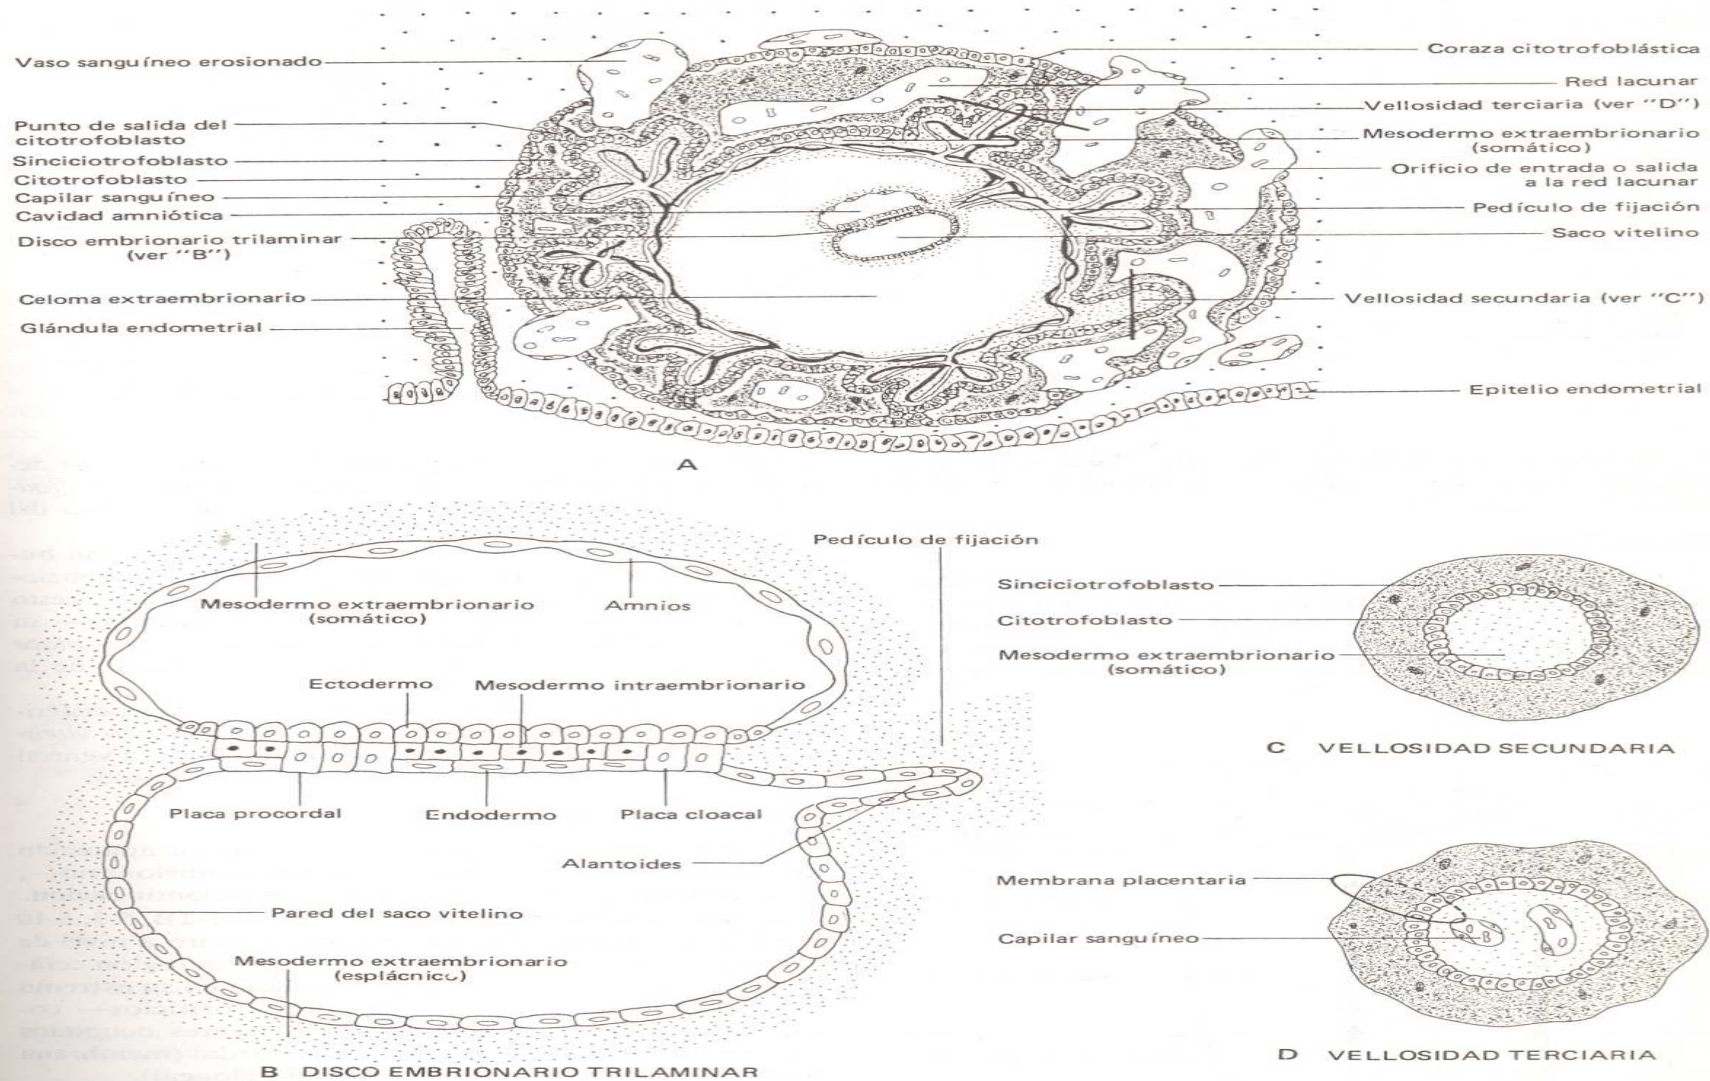 Vaso sanguíneo erosionado
Punto de salida del
citotrofoblasto
Sinciciotrofoblasto
Citotrofoblasto
Capilar sanguíneo
Cavidad amniótica
Disco embrionario trilaminar
(ver "B")
Celoma extraembrionario
Glándula endometrial
Coraza citotrofoblástica
Red lacunar
Vellosidad terciaria (ver "D")
Mesodermo extraembrionario
(somático)
Orificio de entrada o salida
a la red lacunar
Pedículo de fijación
Saco vitelino
Vellosidad secundaria (ver "C")
Epitelio endometrial
A
Pedículo de fijación
Mesodermo extraembrionario
(somático)
Amnios
Ectodermo
Mesodermo intraembrionario
Placa procordal
Endodermo
Placa cloacal
Alantoides
Pared del saco vitelino
Mesodermo extraembrionario
(esplácnico)
B DISCO EMBRIONARIO TRILAMINAR
Sinciciotrofoblasto
Citotrofoblasto
Mesodermo extraembrionario
(somático)
C VELLOSIDAD SECUNDARIA
Membrana placentaria
Capilar sanguíneo
D VELLOSIDAD TERCIARIA